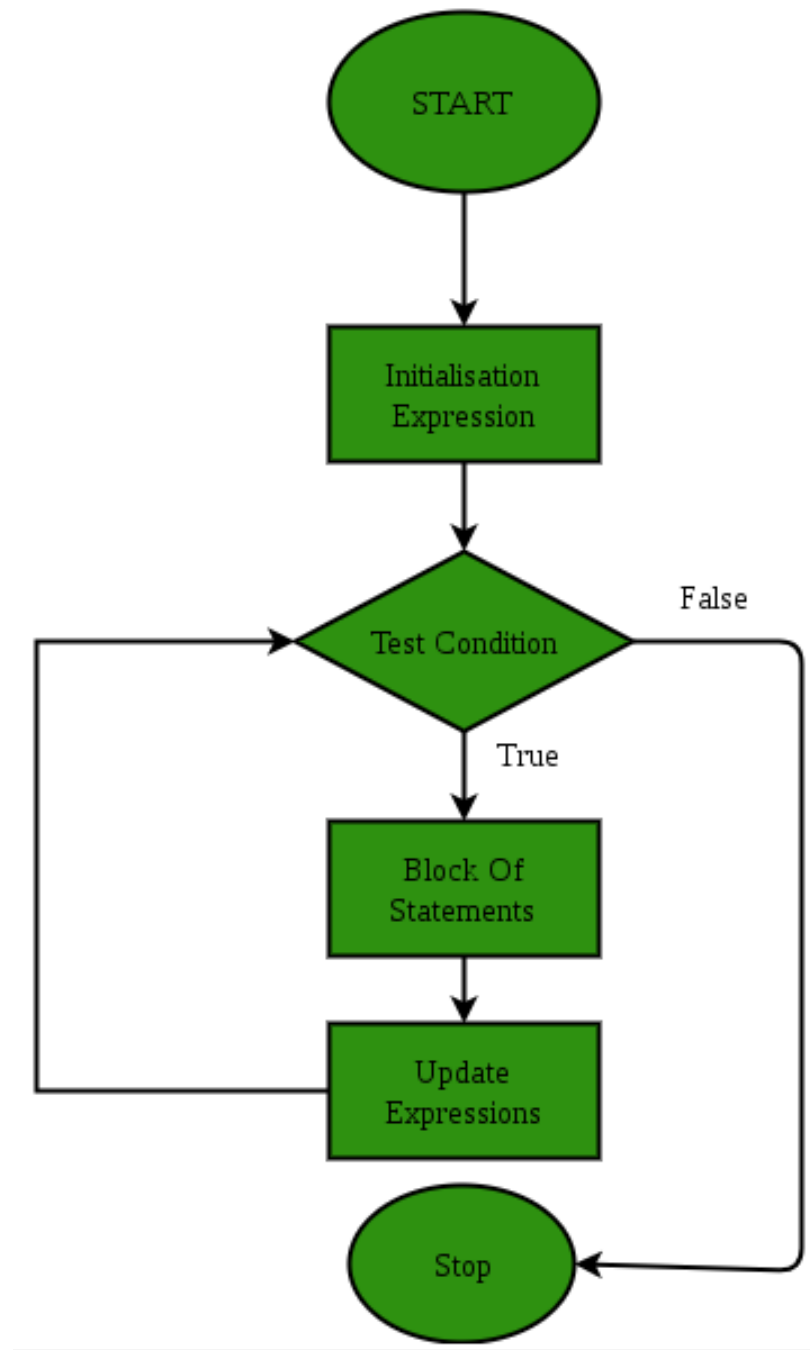 START
Initialisation
Expression
False
Test Condition
True
Block Of
Statements
Update
Expressions
Stop